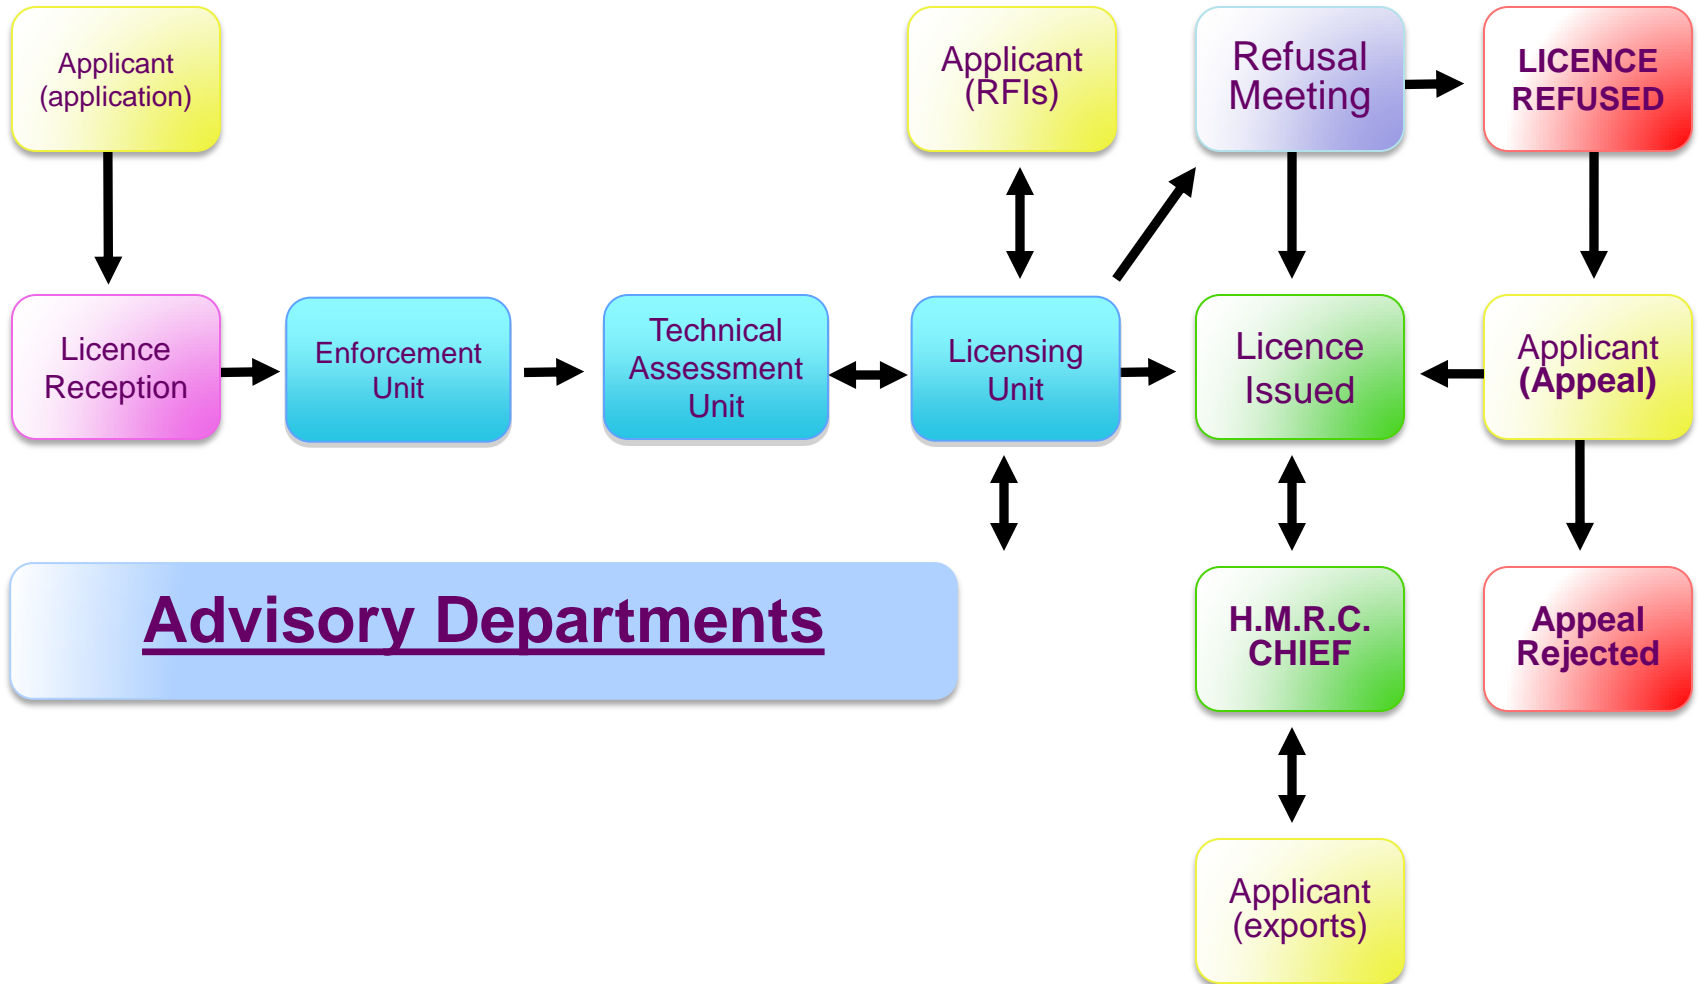 Applicant
(application)
Applicant
(RFIs)
Refusal
Meeting
LICENCE
REFUSED
Licence
Reception
Enforcement
Unit
Technical
Assessment
Unit
Licensing
Unit
Licence
Issued
Applicant
(Appeal)
Advisory Departments
H.M.R.C.
CHIEF
Appeal
Rejected
Applicant
(exports)